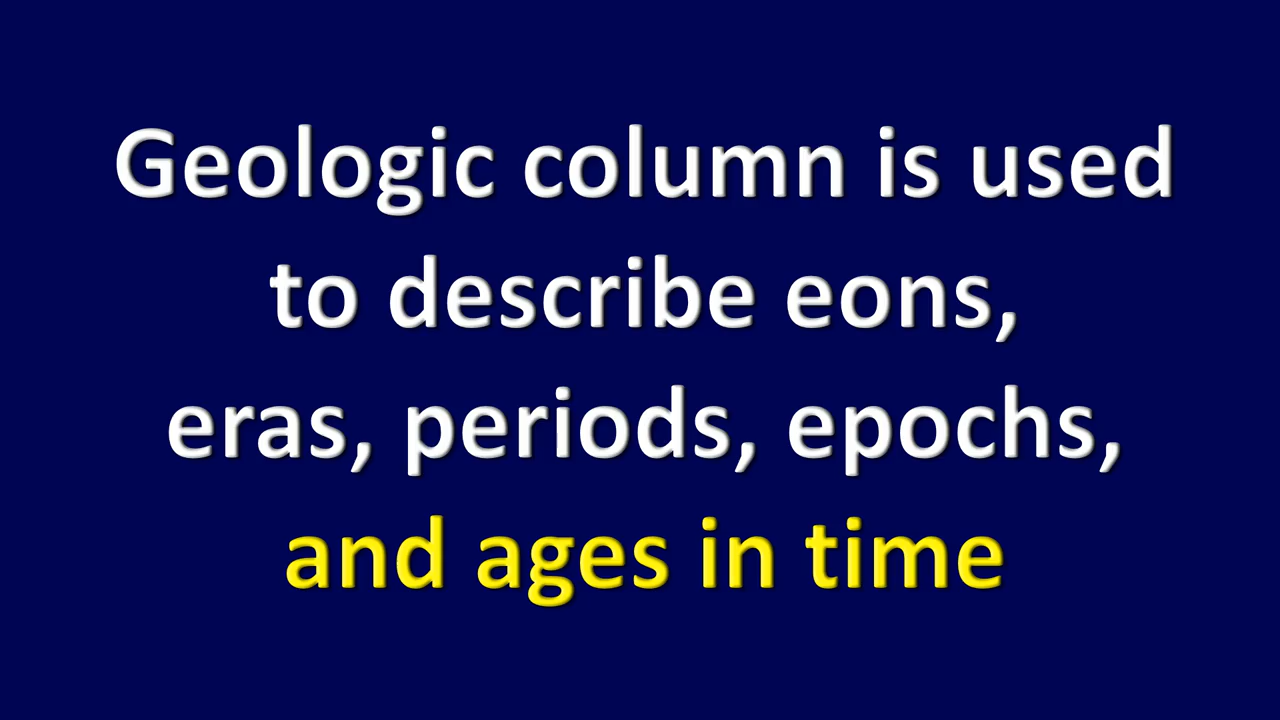 Geologic column is used
to describe eons,
eras, periods, epochs,
and ages in time